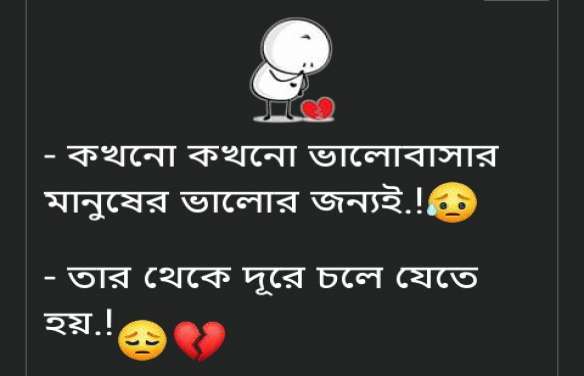 - কখনো কখনো ভালোবাসার
মানুষের ভালোর জন্যই.!😥
- তার থেকে দূরে চলে যেতে
হয়.!😔💔